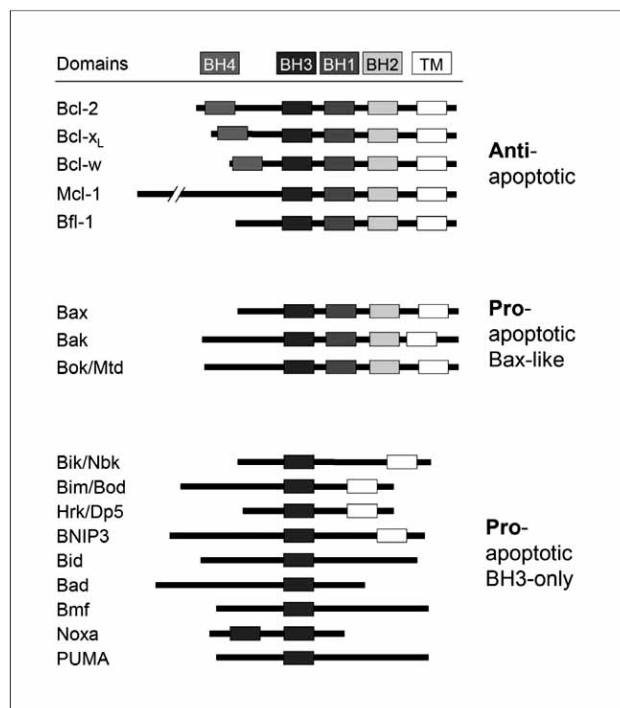 Domains BH4 BH3 BH1 BH2 TM
Bcl-2
Bcl-xL
Bcl-w
Mcl-1
Bfl-1
Anti-
apoptotic
Bax
Bak
Bok/Mtd
Pro-
apoptotic
Bax-like
Bik/Nbk
Bim/Bod
Hrk/Dp5
BNIP3
Bid
Bad
Bmf
Noxa
PUMA
Pro-
apoptotic
BH3-only